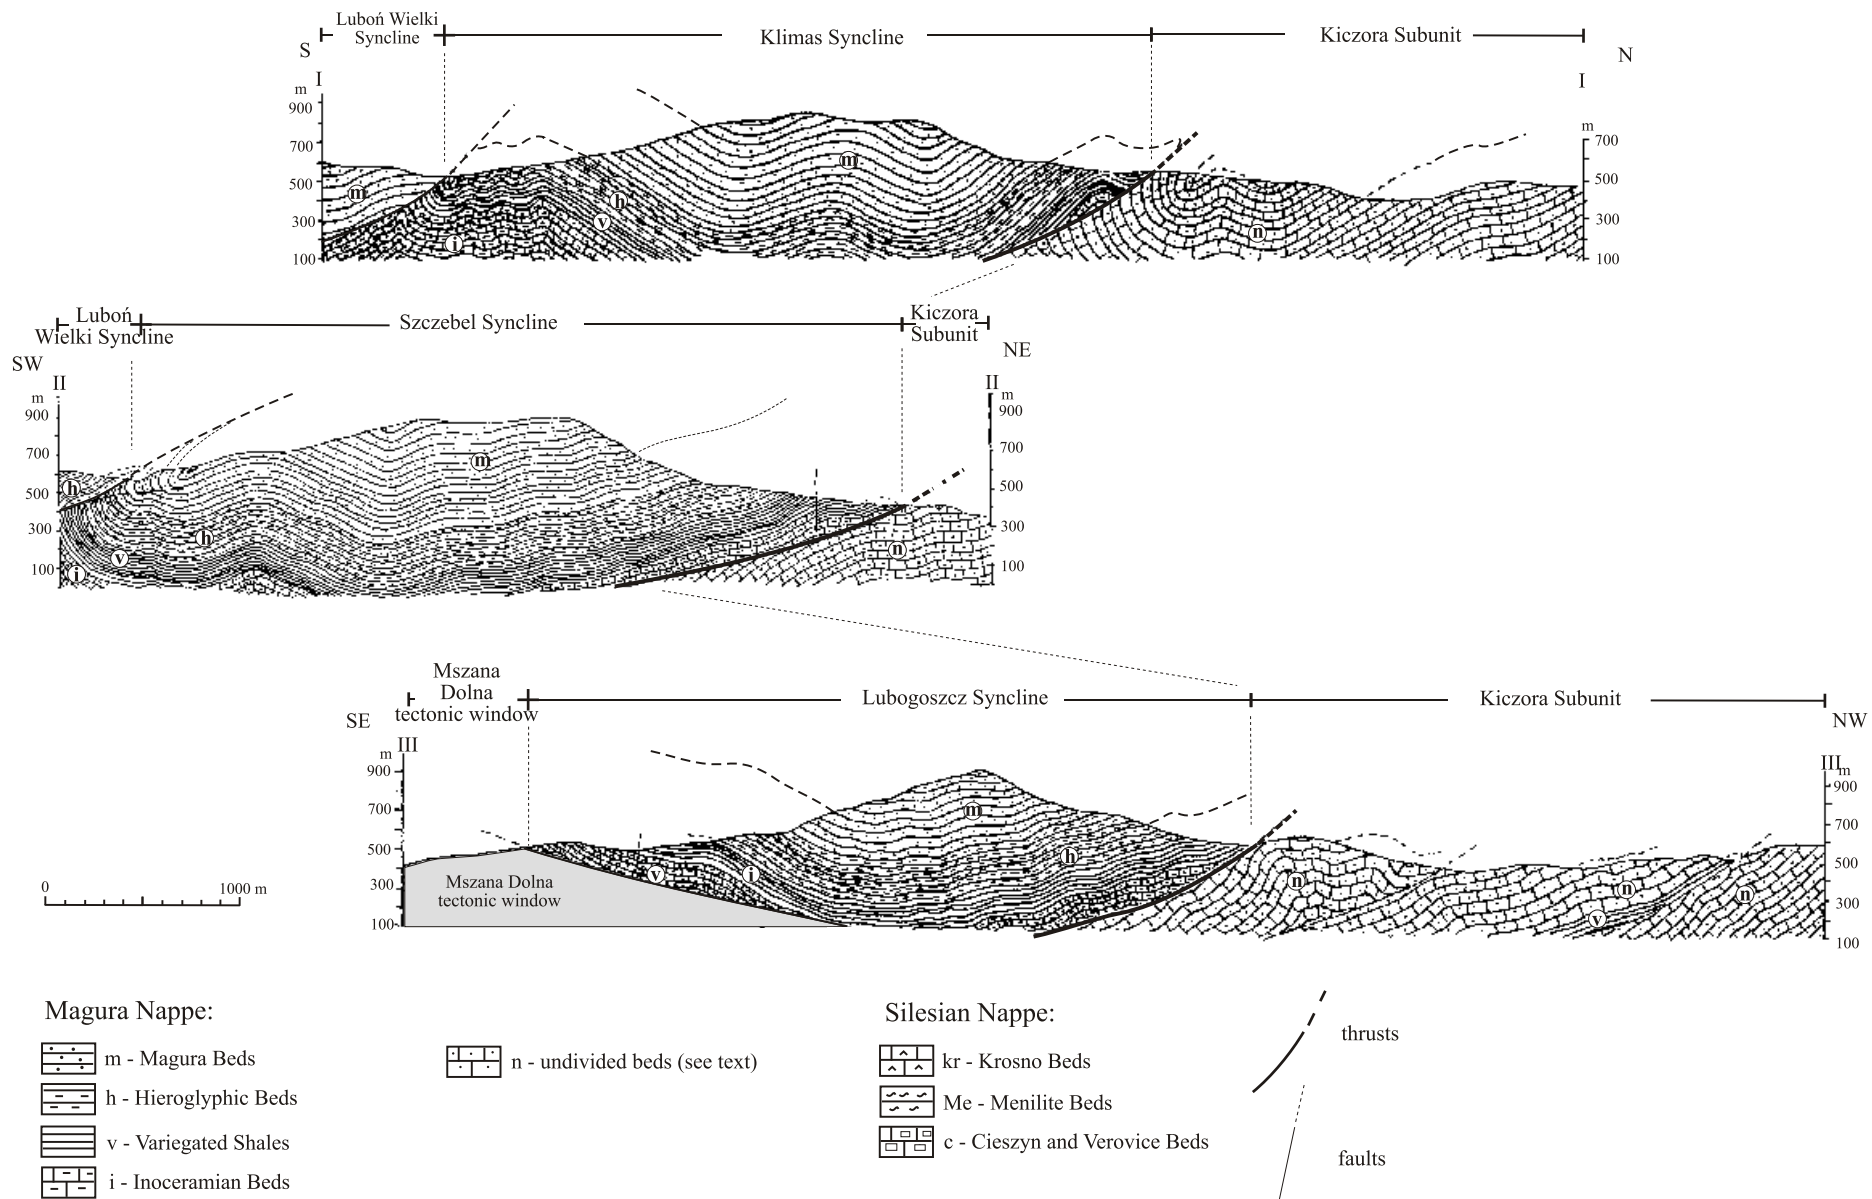 Luboń Wielki
Syncline
Klimas Syncline
Kiczora Subunit
S
N
I
I
m
900
700
500
300
100
m
700
500
300
100
m
m
h
v
i
n
Luboń
Wielki Syncline
Szczebel Syncline
Kiczora
Subunit
SW
NE
II
II
m
900
700
500
300
100
m
900
700
500
300
100
h
m
h
v
i
n
Mszana
Dolna
tectonic window
Lubogoszcz Syncline
Kiczora Subunit
SE
NW
III
III
m
900
700
500
300
100
m
900
700
500
300
100
m
h
v
i
n
n
n
v
Mszana Dolna
tectonic window
0 1000 m
Magura Nappe:
m - Magura Beds
h - Hieroglyphic Beds
v - Variegated Shales
i - Inoceramian Beds
n - undivided beds (see text)
Silesian Nappe:
kr - Krosno Beds
Me - Menilite Beds
c - Cieszyn and Verovice Beds
thrusts
faults